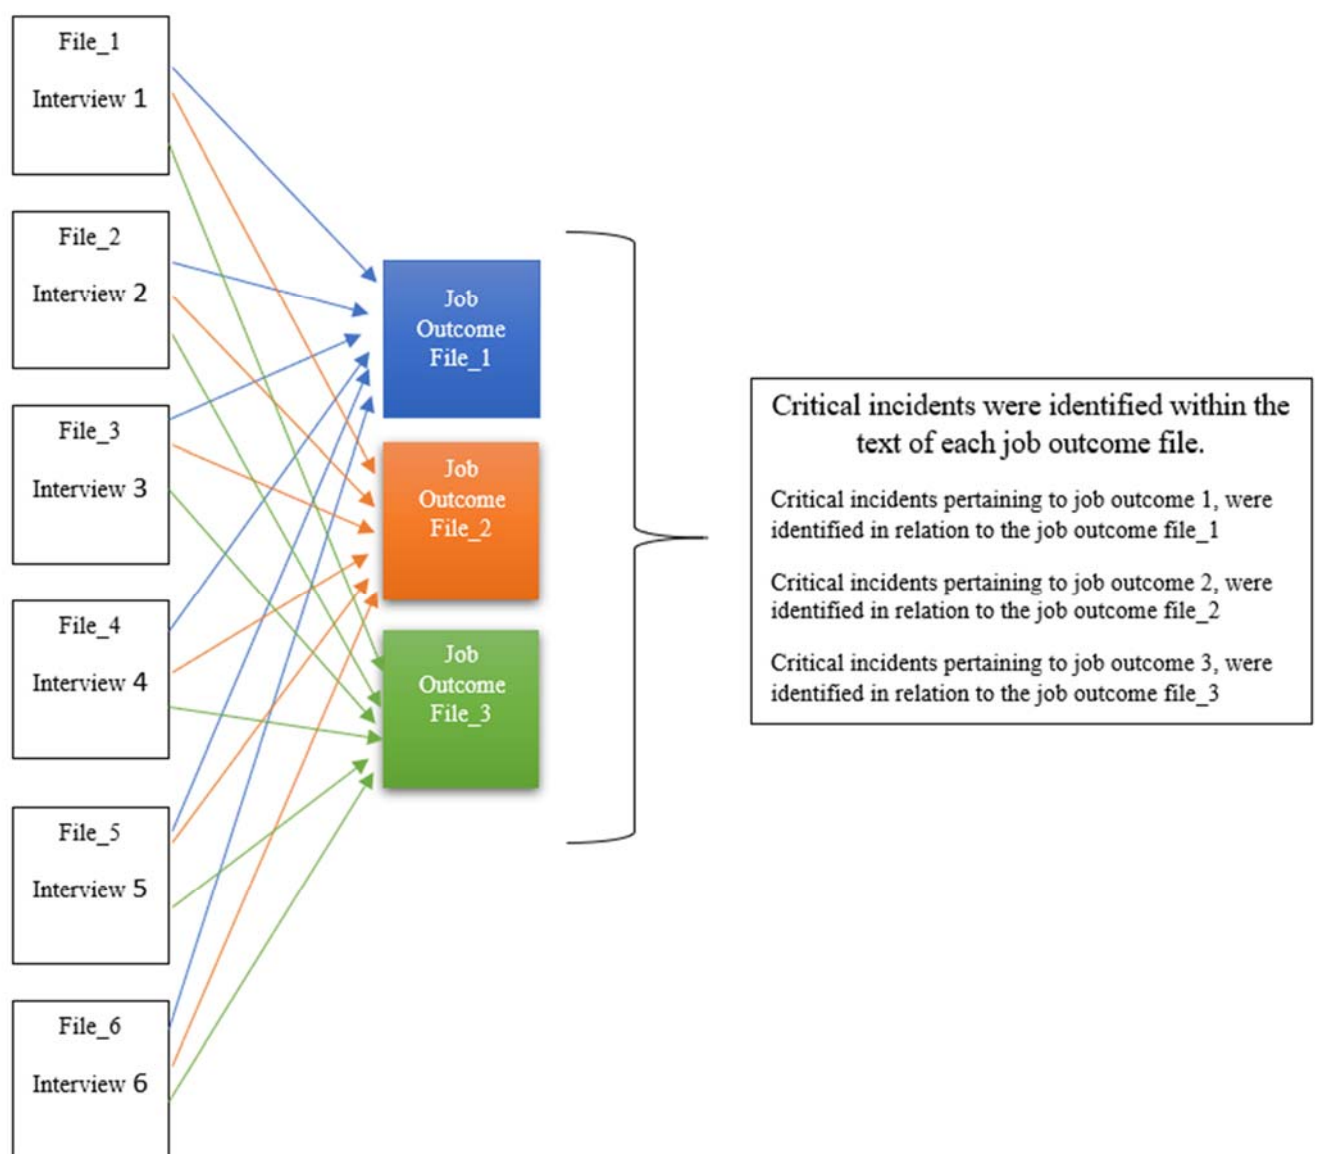 File_1
Interview 1
File_2
Interview 2
File_3
Interview 3
File_4
Interview 4
File_5
Interview 5
File_6
Interview 6
Job
Outcome
File_1
Job
Outcome
File_2
Job
Outcome
File_3
Critical incidents were identified within the
text of each job outcome file.
Critical incidents pertaining to job outcome 1, were
identified in relation to the job outcome file_1
Critical incidents pertaining to job outcome 2, were
identified in relation to the job outcome file_2
Critical incidents pertaining to job outcome 3, were
identified in relation to the job outcome file_3